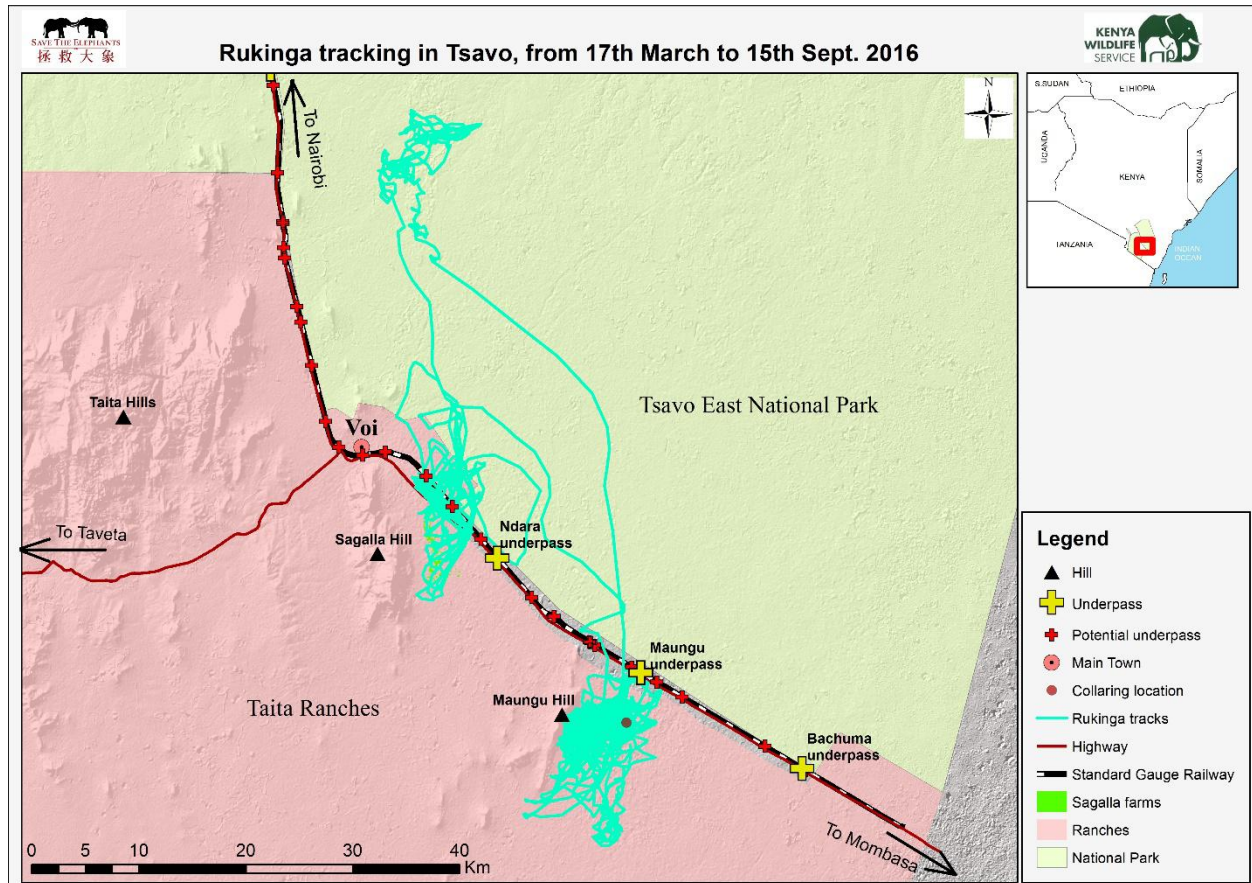 SAVE THE ELEPHANTS
拯救大象
Rukinga tracking in Tsavo, from 17th March to 15th Sept. 2016
KENYA
WILDLIFE
SERVICE
N
To Nairobi
S.SUDAN
ETHIOPIA
UGANDA
KENYA
SOMALIA
TANZANIA
INDIAN
OCEAN
Taita Hills
Voi
Tsavo East National Park
To Taveta
Sagalla Hill
Ndara
underpass
Maungu
underpass
Taita Ranches
Maungu Hill
Bachuma
underpass
To Mombasa
0 5 10 20 30 40
Km
Legend
Hill
Underpass
Potential underpass
Main Town
Collaring location
Rukinga tracks
Highway
Standard Gauge Railway
Sagalla farms
Ranches
National Park